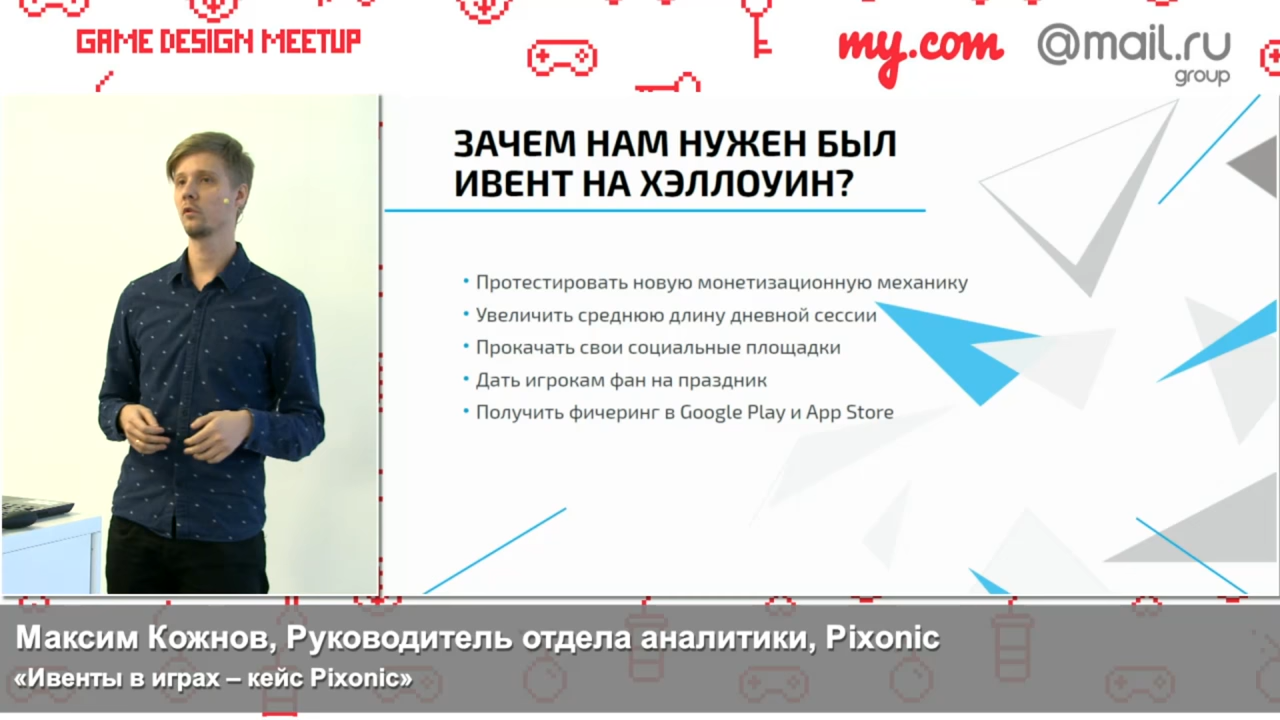 GAME DESIGN MEETUP
my.com
@mail.ru
group
ЗАЧЕМ НАМ НУЖЕН БЫЛ
ИВЕНТ НА ХЭЛЛОУИН?
• Протестировать новую монетизационную механику
• Увеличить среднюю длину дневной сессии
• Прокачать свои социальные площадки
• Дать игрокам фан на праздник
• Получить фичеринг в Google Play и App Store
Максим Кожнов, Руководитель отдела аналитики, Pixonic
«Ивенты в играх – кейс Pixonic»